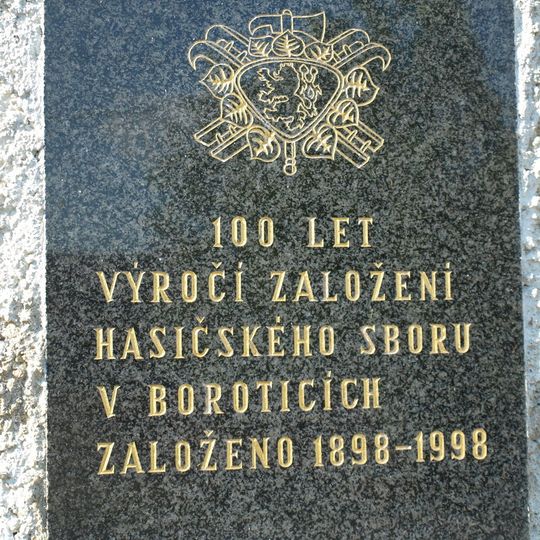 100 LET
VÝROČÍ ZALOŽENÍ
HASIČSKÉHO SBORU
V BOROTICÍCH
ZALOŽENO 1898-1998